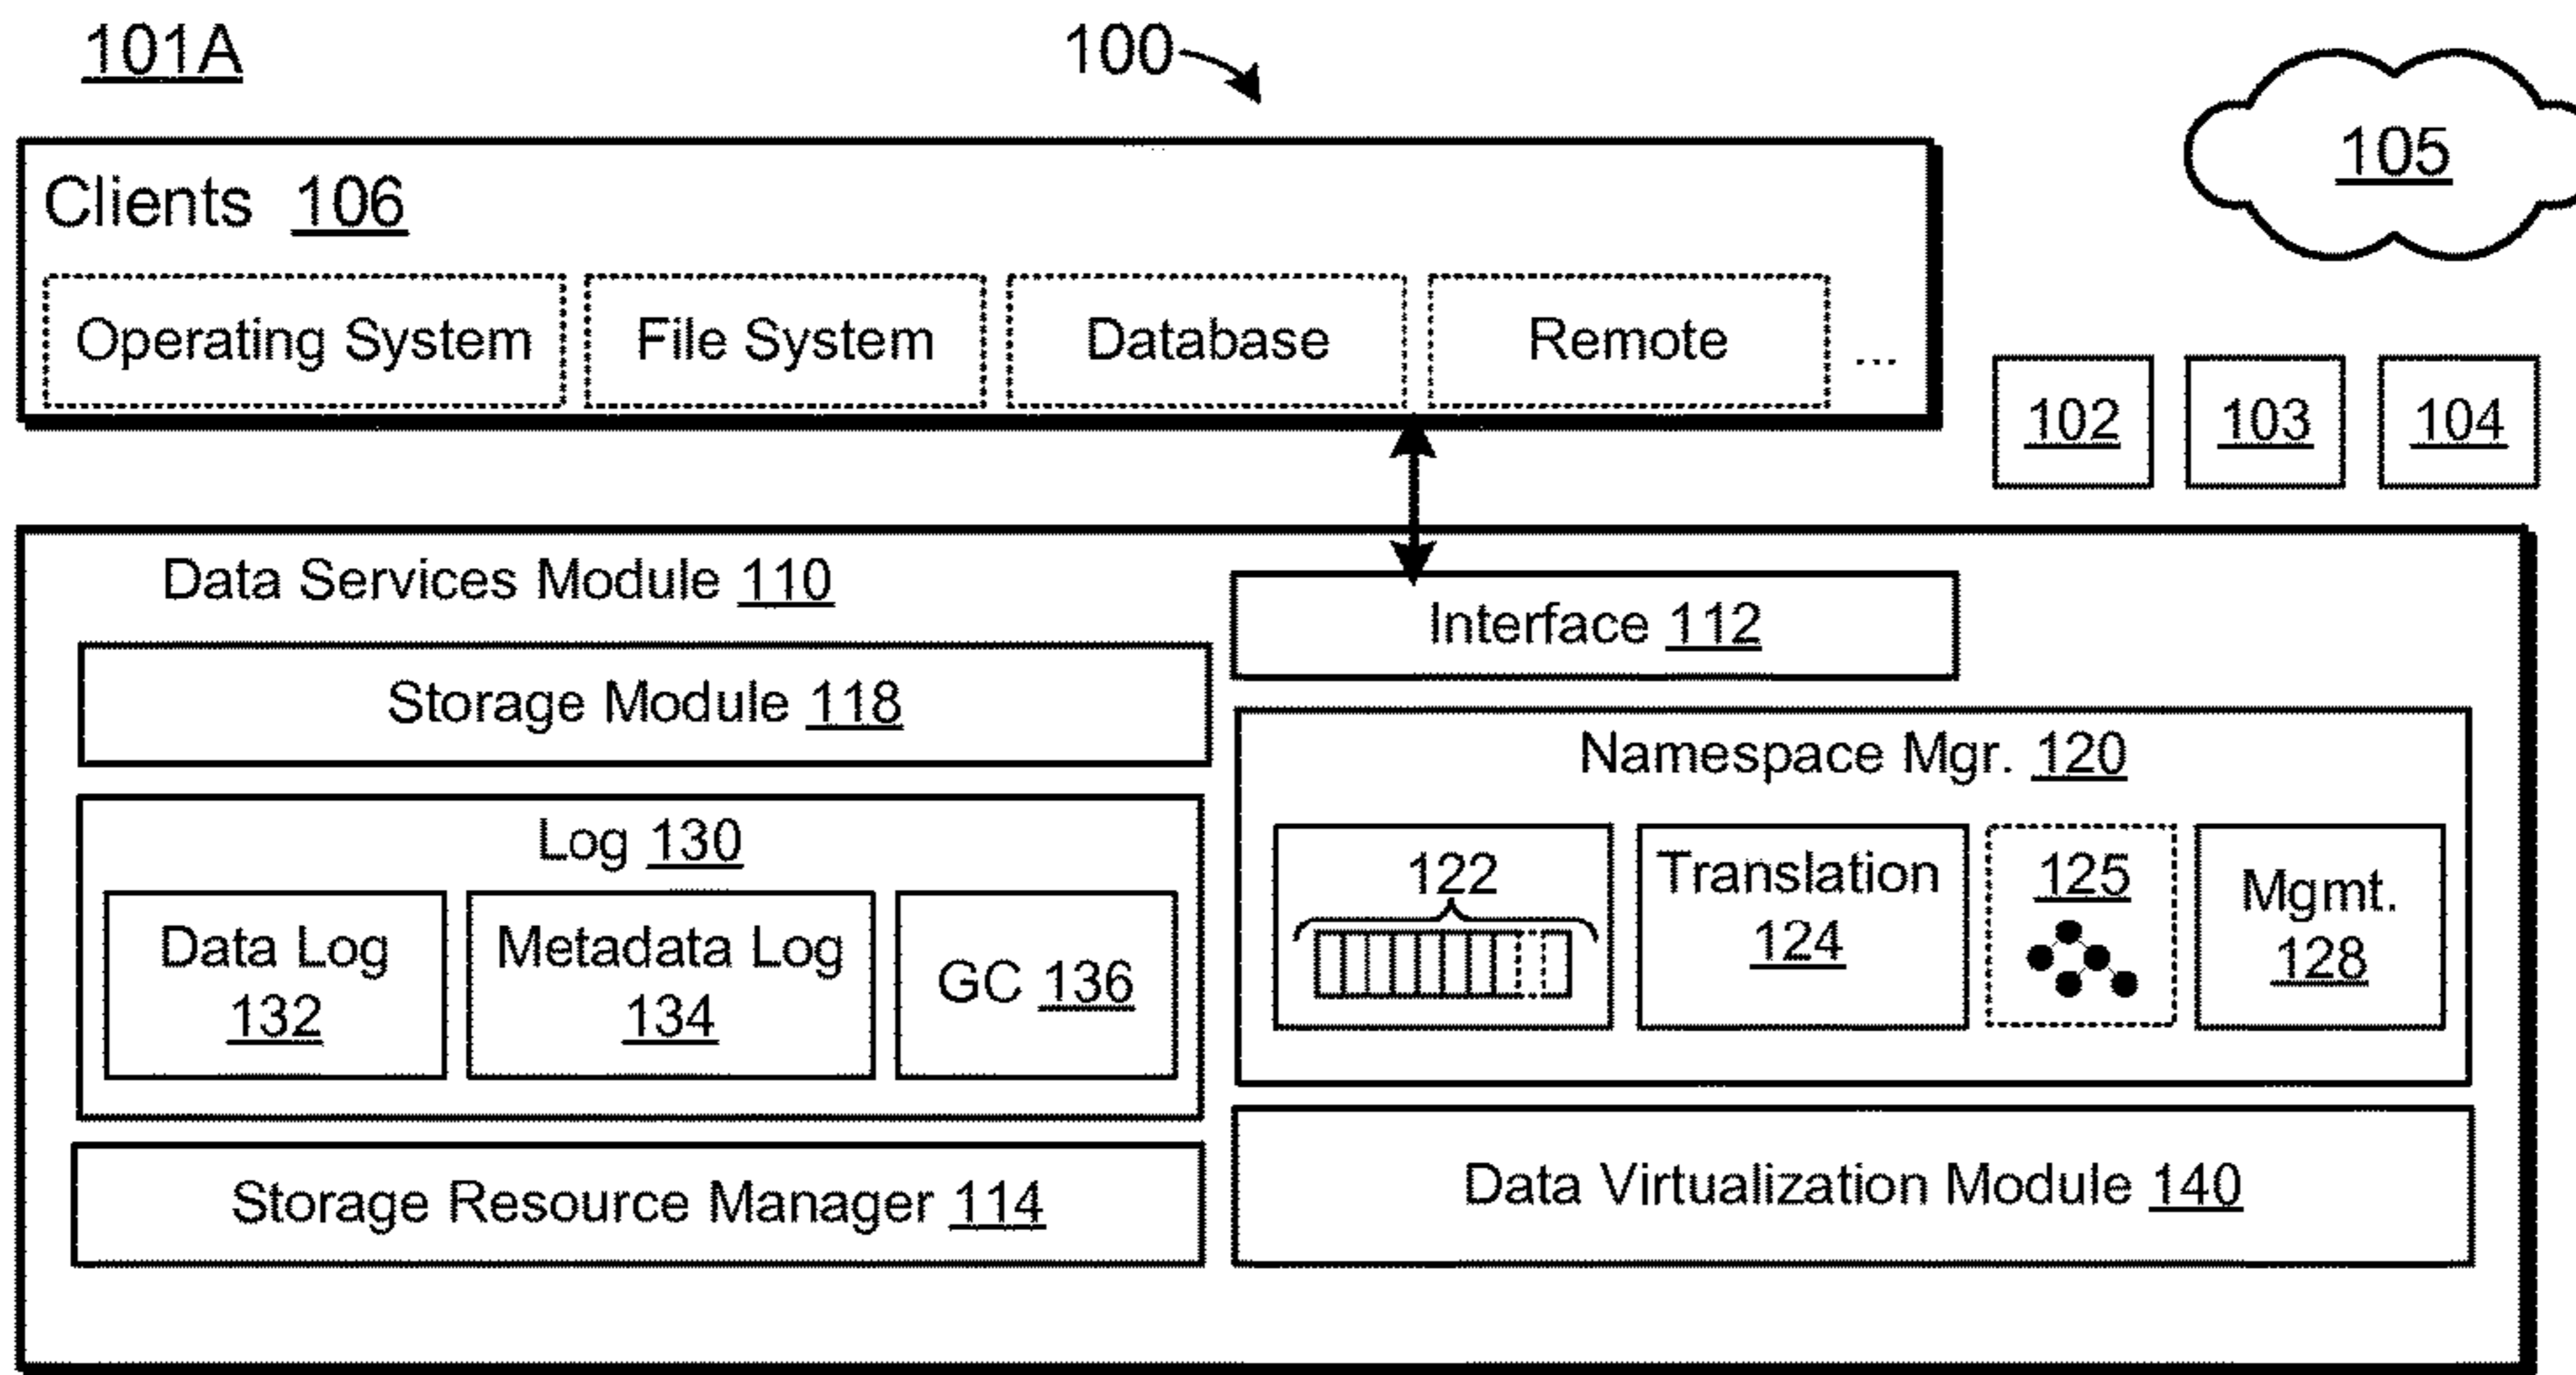 101A
100
105
Clients 106
Operating System
File System
Database
Remote
...
102
103
104
Data Services Module 110
Interface 112
Storage Module 118
Namespace Mgr. 120
Log 130
122
Translation
124
125
Mgmt.
128
Data Log
132
Metadata Log
134
GC 136
Storage Resource Manager 114
Data Virtualization Module 140